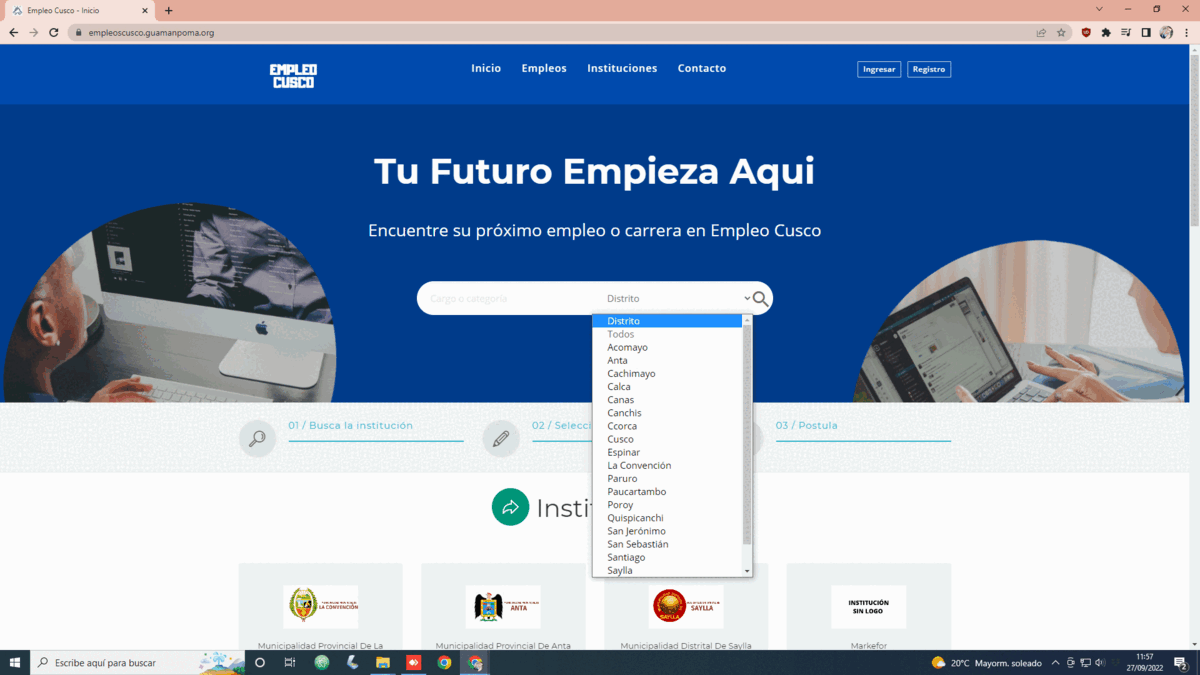 Empleo Cusco - Inicio
empleoscusco.guamanpoma.org
EMPLEO
CUSCO
Inicio
Empleos
Instituciones
Contacto
Ingresar
Registro
Tu Futuro Empieza Aqui
Encuentre su próximo empleo o carrera en Empleo Cusco
Cargo o categoría
Distrito
Distrito
Todos
Acomayo
Anta
Cachimayo
Calca
Canas
Canchis
Ccorca
Cusco
Espinar
La Convención
Paruro
Paucartambo
Poroy
Quispicanchi
San Jerónimo
San Sebastián
Santiago
Saylla
01 / Busca la institución
02 / Selecci
03 / Postula
Insti
LA CONVENCIÓN
ANTA
SAYLLA
SAYLLA
INSTITUCIÓN
SIN LOGO
Municipalidad Provincial De La
Municipalidad Provincial De Anta
Municipalidad Distrital De Saylla
Markefor
Escribe aquí para buscar
20°C Mayorm. soleado
11:57
27/09/2022
2